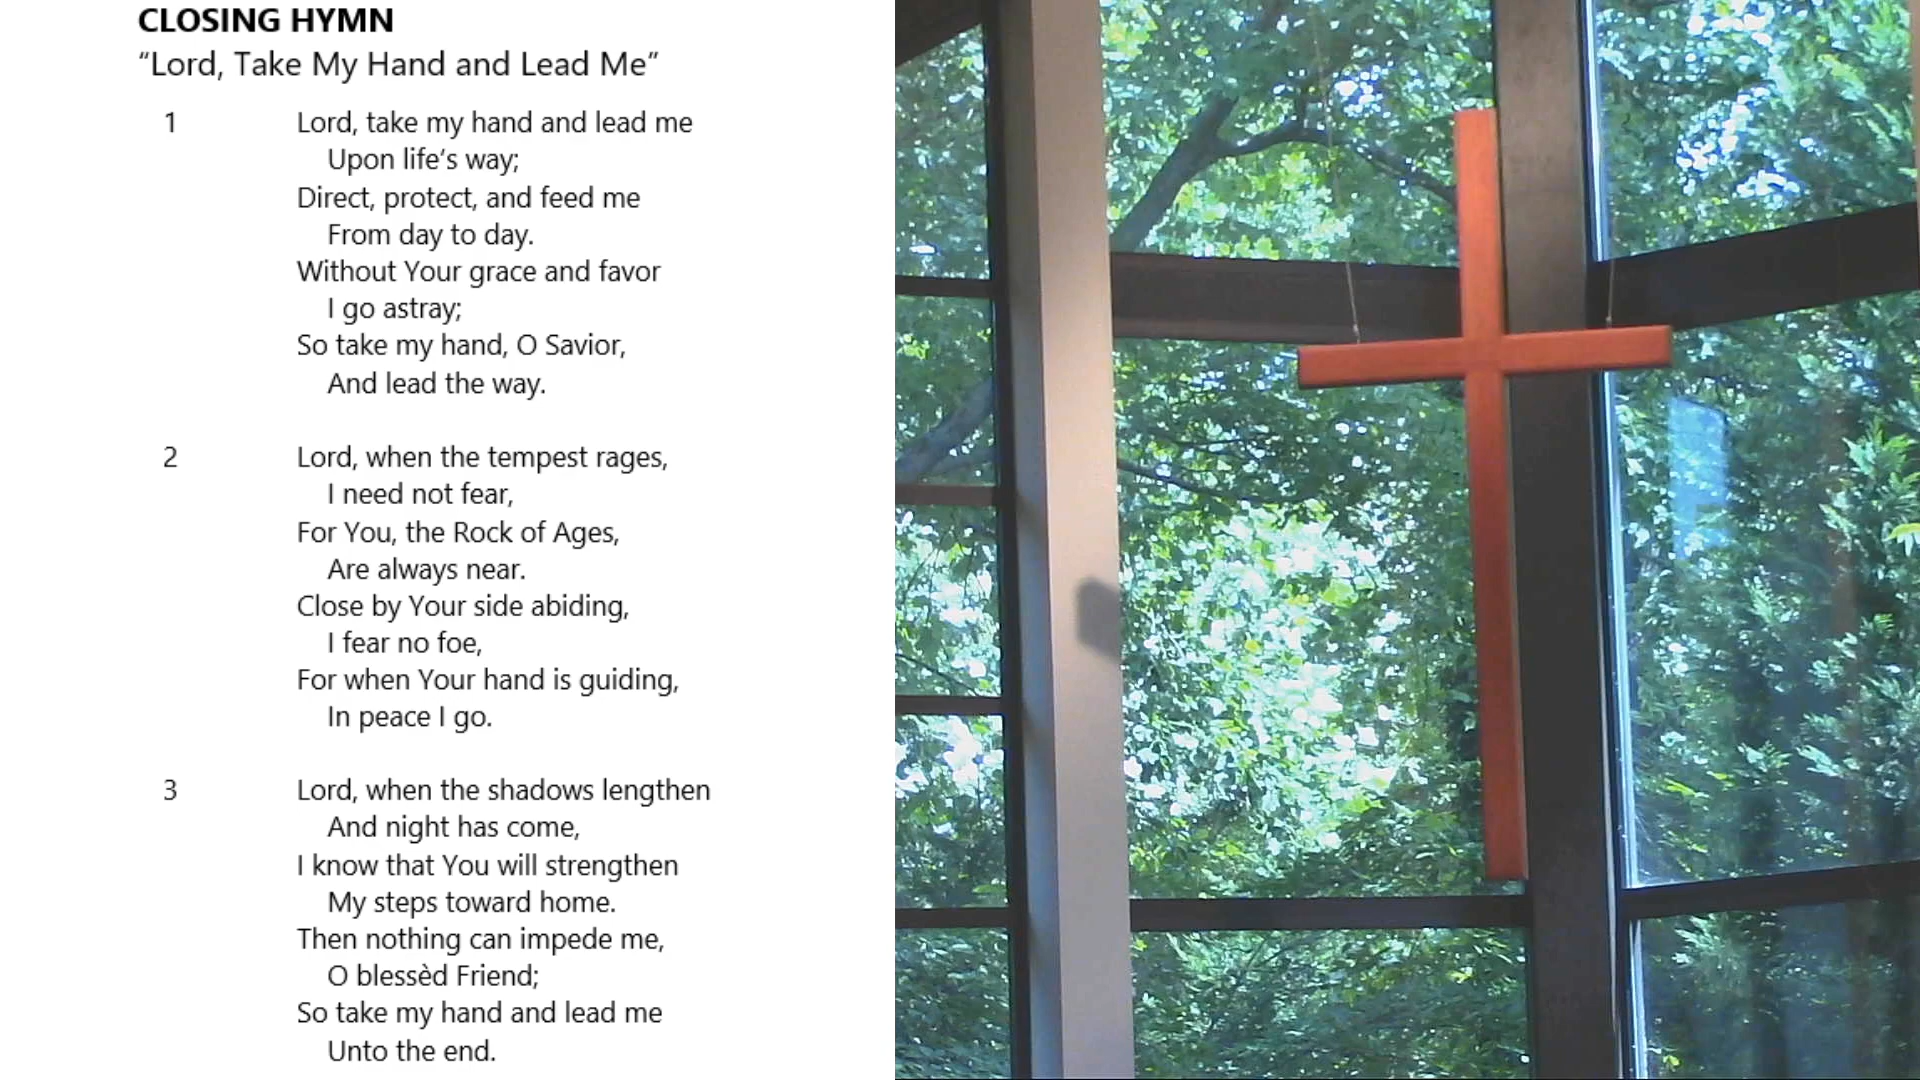 CLOSING HYMN
“Lord, Take My Hand and Lead Me”
1 Lord, take my hand and lead me
Upon life’s way;
Direct, protect, and feed me
From day to day.
Without Your grace and favor
I go astray;
So take my hand, O Savior,
And lead the way.
2 Lord, when the tempest rages,
I need not fear,
For You, the Rock of Ages,
Are always near.
Close by Your side abiding,
I fear no foe,
For when Your hand is guiding,
In peace I go.
3 Lord, when the shadows lengthen
And night has come,
I know that You will strengthen
My steps toward home.
Then nothing can impede me,
O blessèd Friend;
So take my hand and lead me
Unto the end.